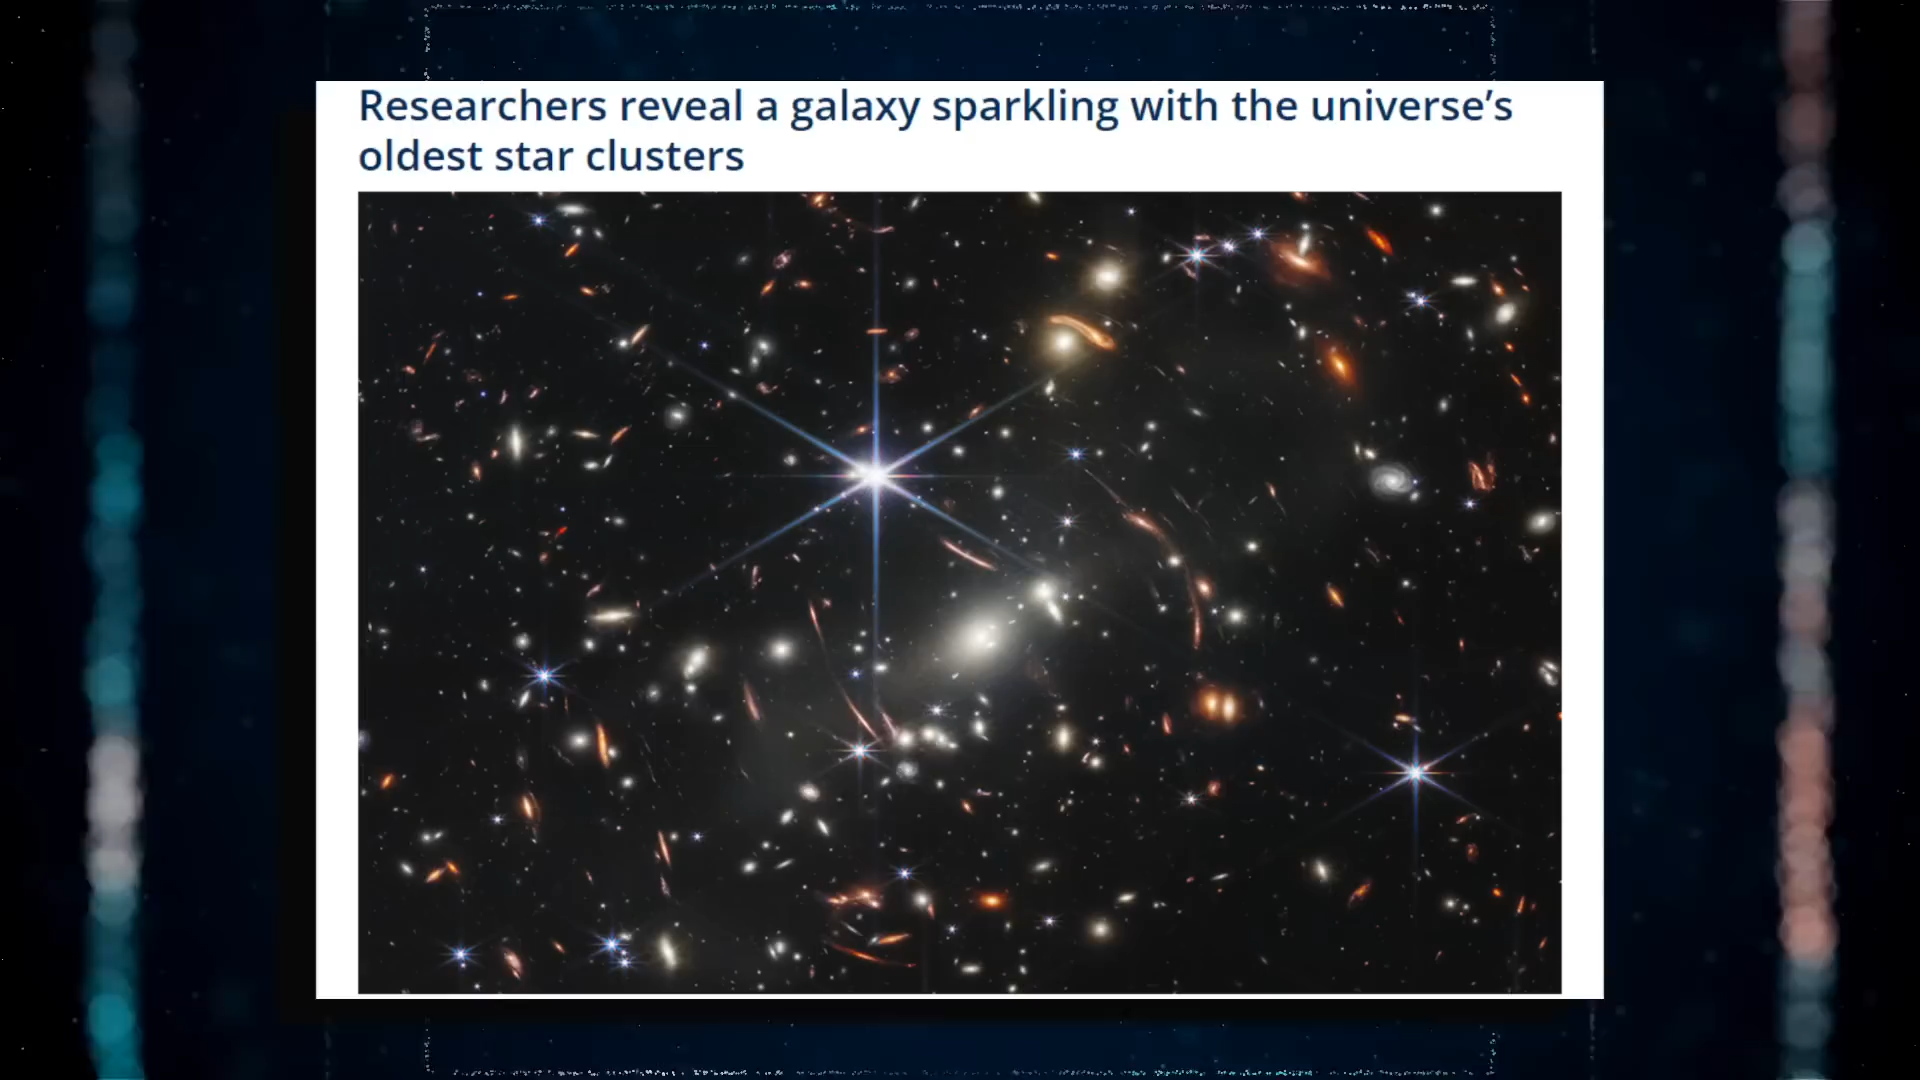 Researchers reveal a galaxy sparkling with the universe’s
oldest star clusters